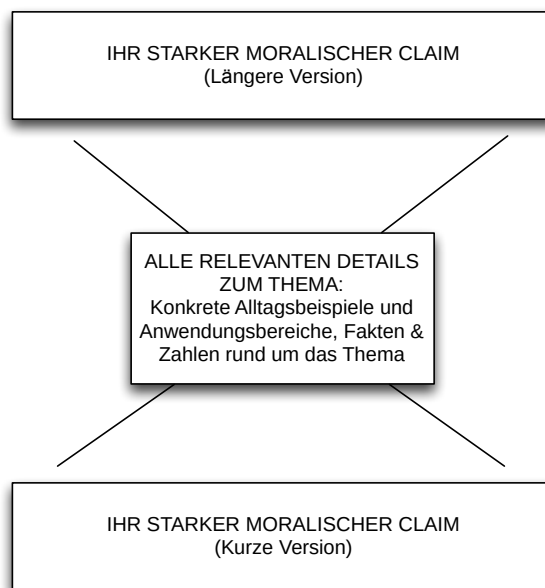 IHR STARKER MORALISCHER CLAIM
(Längere Version)
ALLE RELEVANTEN DETAILS
ZUM THEMA:
Konkrete Alltagsbeispiele und
Anwendungsbereiche, Fakten &
Zahlen rund um das Thema
IHR STARKER MORALISCHER CLAIM
(Kurze Version)